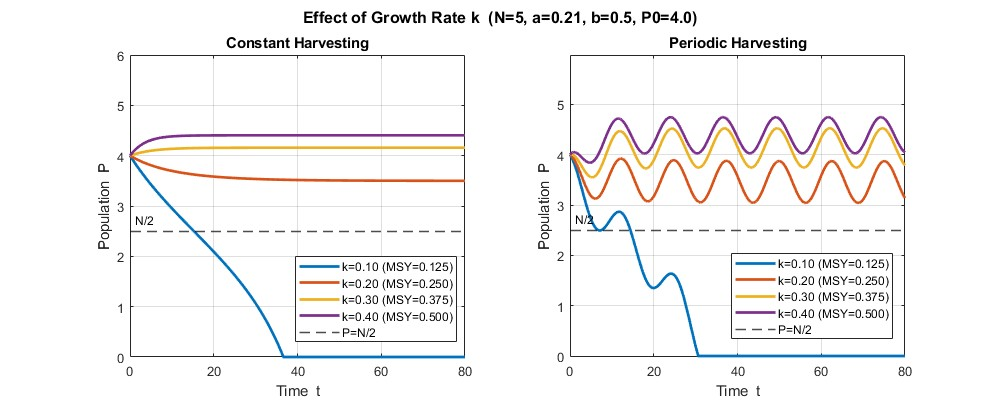 Effect of Growth Rate k (N=5, a=0.21, b=0.5, P0=4.0)
Constant Harvesting
Population P
6
5
4
3
2
1
0
N/2
k=0.10 (MSY=0.125)
k=0.20 (MSY=0.250)
k=0.30 (MSY=0.375)
k=0.40 (MSY=0.500)
P=N/2
0 20 40 60 80
Time t
Periodic Harvesting
Population P
5
4
3
2
1
0
N/2
k=0.10 (MSY=0.125)
k=0.20 (MSY=0.250)
k=0.30 (MSY=0.375)
k=0.40 (MSY=0.500)
P=N/2
0 20 40 60 80
Time t